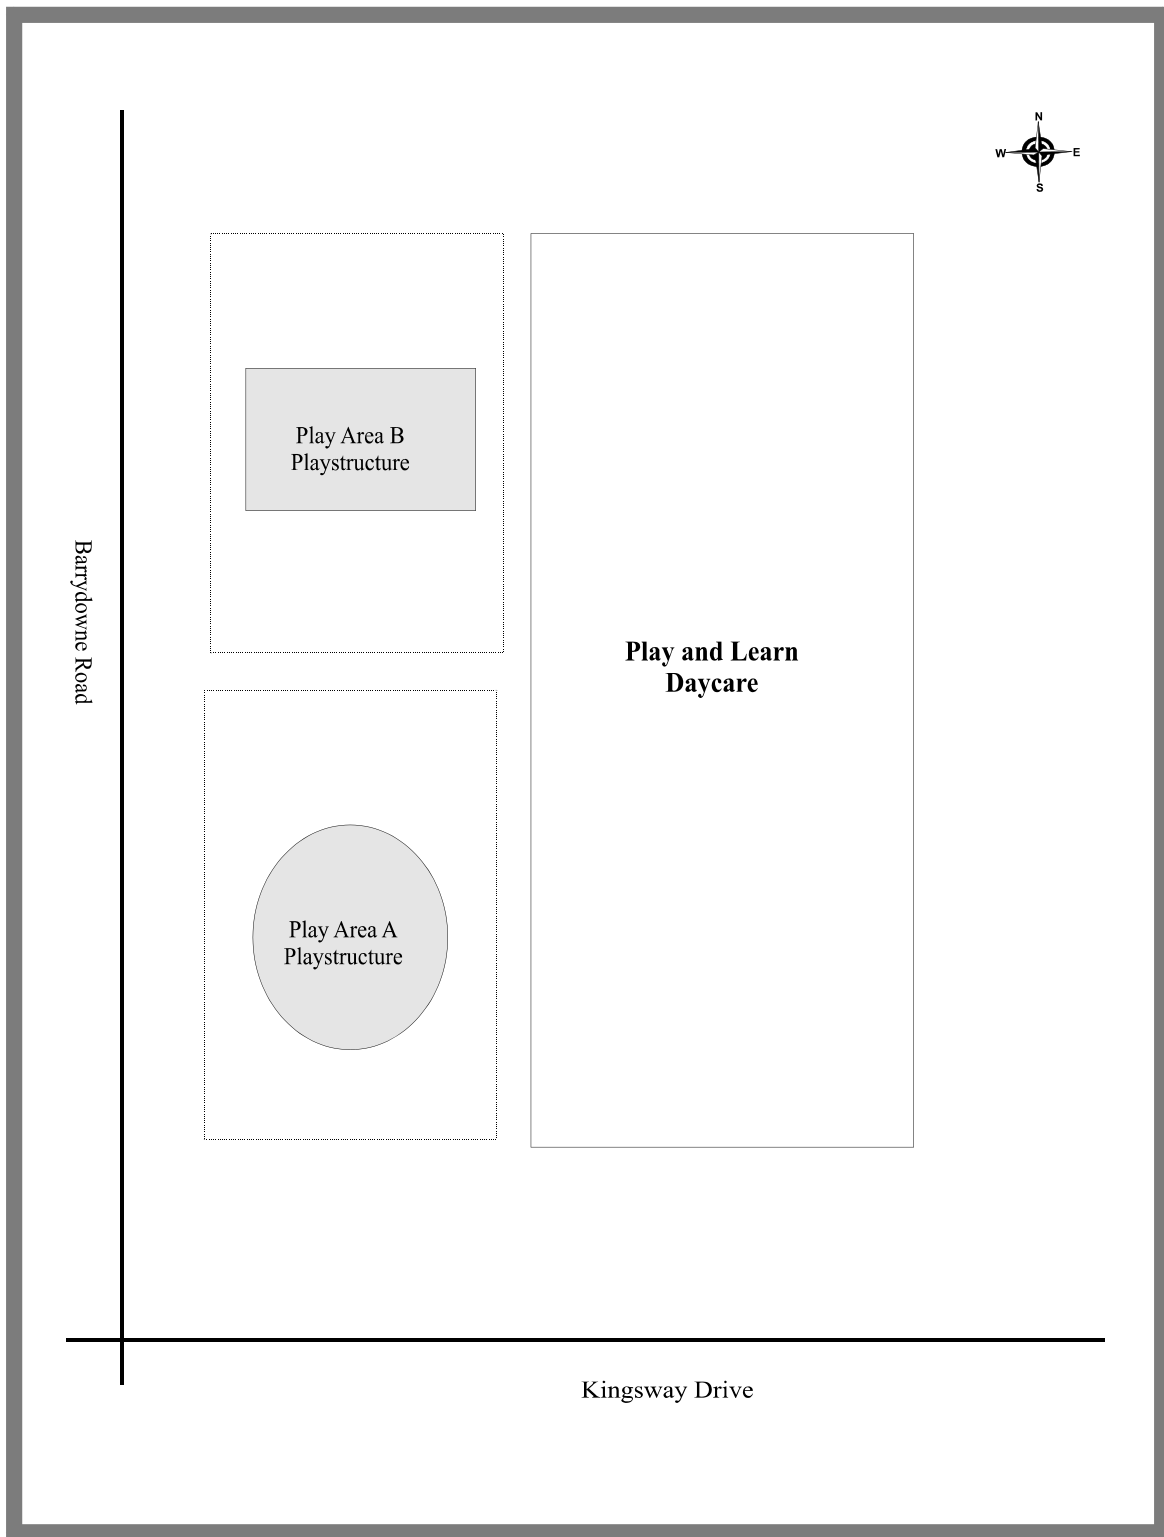 N
W
E
S
Play Area B
Playstructure
Barrydowne Road
Play and Learn
Daycare
Play Area A
Playstructure
Kingsway Drive